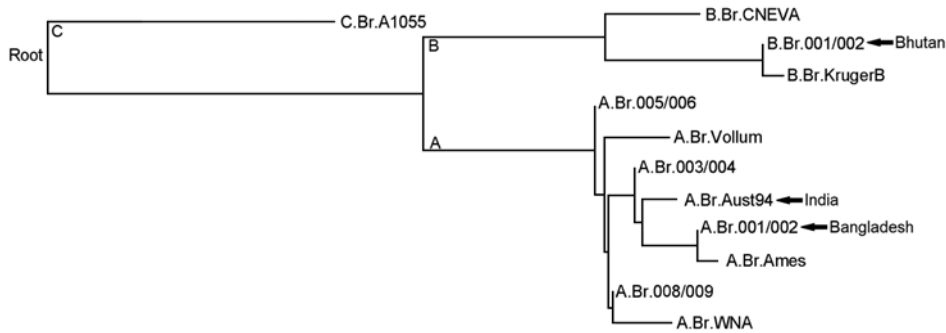 C
C.Br.A1055
Root
B.Br.CNEVA
B
B.Br.001/002 Bhutan
B.Br.KrugerB
A.Br.005/006
A
A.Br.Vollum
A.Br.003/004
A.Br.Aust94 India
A.Br.001/002 Bangladesh
A.Br.Ames
A.Br.008/009
A.Br.WNA